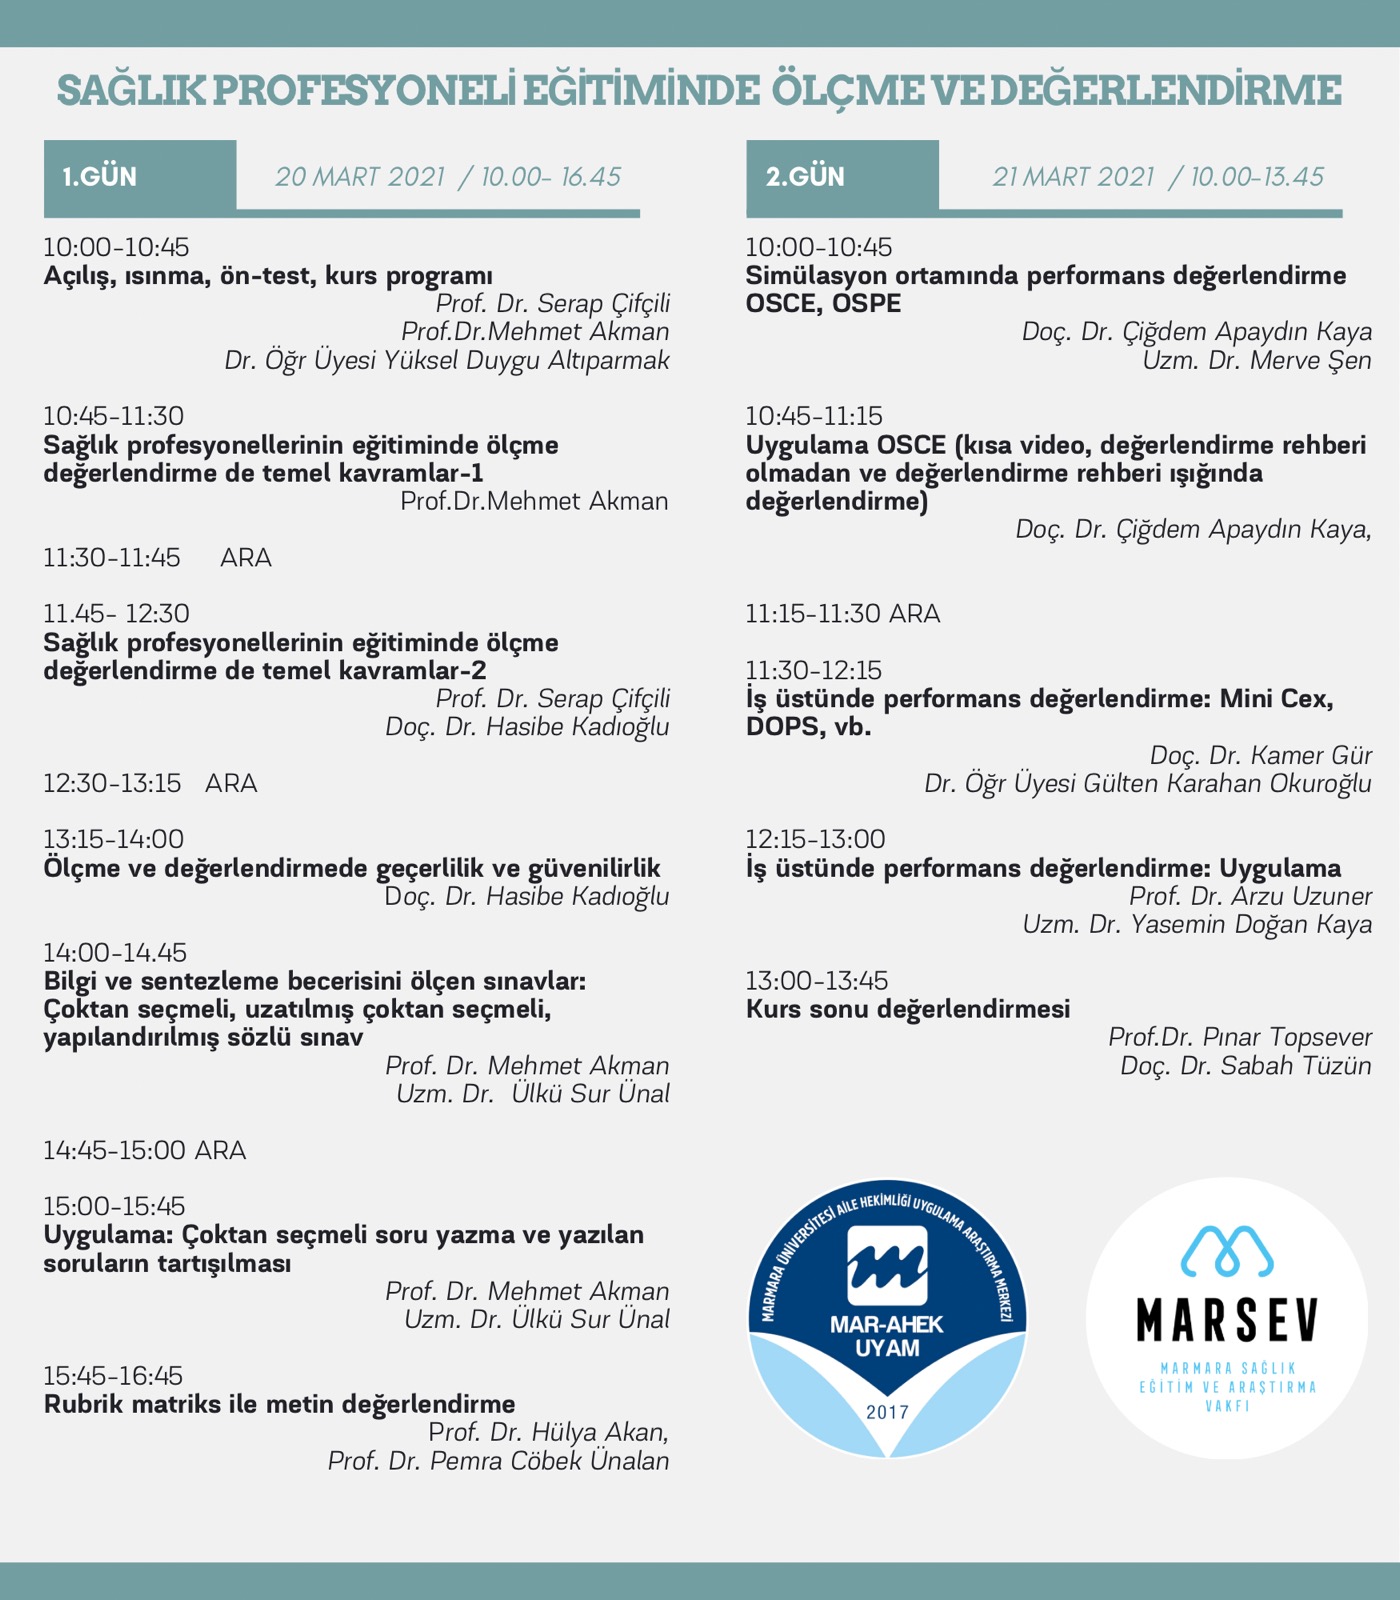 SAĞLIK PROFESYONELİ EĞİTİMİNDE ÖLÇME VE DEĞERLENDİRME
1.GÜN
20 MART 2021 / 10.00- 16.45
10:00-10:45
Açılış, ısınma, ön-test, kurs programı
Prof. Dr. Serap Çifçili
Prof.Dr.Mehmet Akman
Dr. Öğr Üyesi Yüksel Duygu Altıparmak
10:45-11:30
Sağlık profesyonellerinin eğitiminde ölçme
değerlendirme de temel kavramlar-1
Prof.Dr.Mehmet Akman
11:30-11:45 ARA
11.45- 12:30
Sağlık profesyonellerinin eğitiminde ölçme
değerlendirme de temel kavramlar-2
Prof. Dr. Serap Çifçili
Doç. Dr. Hasibe Kadıoğlu
12:30-13:15 ARA
13:15-14:00
Ölçme ve değerlendirmede geçerlilik ve güvenilirlik
Doç. Dr. Hasibe Kadıoğlu
14:00-14.45
Bilgi ve sentezleme becerisini ölçen sınavlar:
Çoktan seçmeli, uzatılmış çoktan seçmeli,
yapılandırılmış sözlü sınav
Prof. Dr. Mehmet Akman
Uzm. Dr. Ülkü Sur Ünal
14:45-15:00 ARA
15:00-15:45
Uygulama: Çoktan seçmeli soru yazma ve yazılan
soruların tartışılması
Prof. Dr. Mehmet Akman
Uzm. Dr. Ülkü Sur Ünal
15:45-16:45
Rubrik matriks ile metin değerlendirme
Prof. Dr. Hülya Akan,
Prof. Dr. Pemra Cöbek Ünalan
2.GÜN
21 MART 2021 / 10.00-13.45
10:00-10:45
Simülasyon ortamında performans değerlendirme
OSCE, OSPE
Doç. Dr. Çiğdem Apaydın Kaya
Uzm. Dr. Merve Şen
10:45-11:15
Uygulama OSCE (kısa video, değerlendirme rehberi
olmadan ve değerlendirme rehberi ışığında
değerlendirme)
Doç. Dr. Çiğdem Apaydın Kaya,
11:15-11:30 ARA
11:30-12:15
İş üstünde performans değerlendirme: Mini Cex,
DOPS, vb.
Doç. Dr. Kamer Gür
Dr. Öğr Üyesi Gülten Karahan Okuroğlu
12:15-13:00
İş üstünde performans değerlendirme: Uygulama
Prof. Dr. Arzu Uzuner
Uzm. Dr. Yasemin Doğan Kaya
13:00-13:45
Kurs sonu değerlendirmesi
Prof.Dr. Pınar Topsever
Doç. Dr. Sabah Tüzün
MARMARA ÜNİVERSİTESİ AİLE HEKİMLİĞİ UYGULAMA ARAŞTIRMA MERKEZİ
MAR-AHEK
UYAM
2017
MARSEV
MARMARA SAĞLIK
EĞİTİM VE ARAŞTIRMA
VAKFI